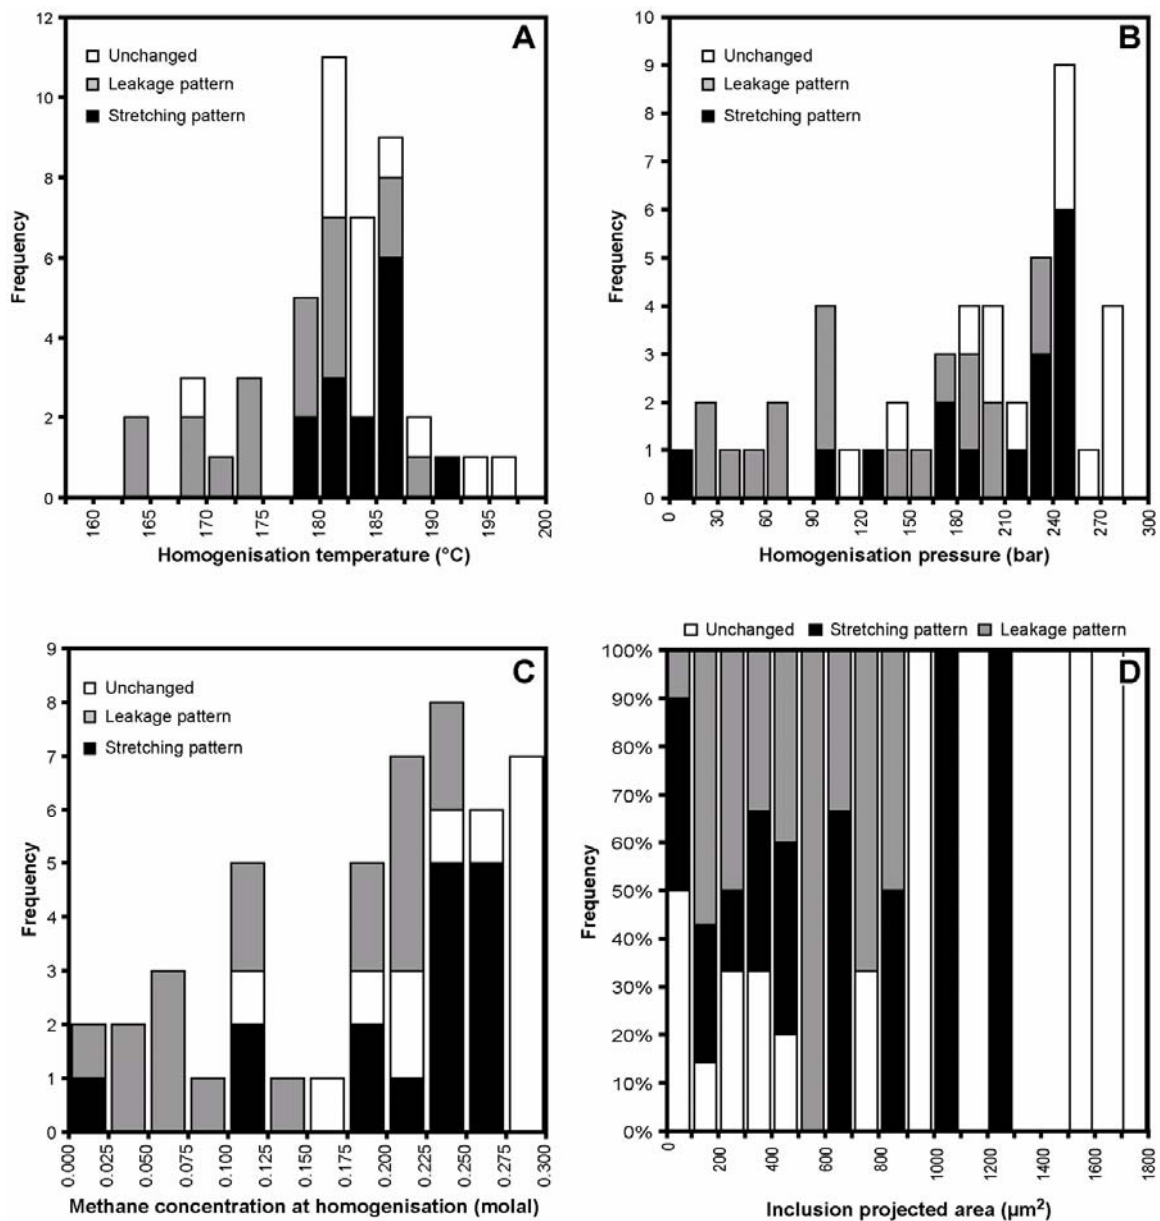 A
Unchanged
Leakage pattern
Stretching pattern
12
10
8
6
4
2
0
Frequency
160 165 170 175 180 185 190 195 200
Homogenisation temperature (°C)
B
Unchanged
Leakage pattern
Stretching pattern
10
9
8
7
6
5
4
3
2
1
0
Frequency
0 30 60 90 120 150 180 210 240 270 300
Homogenisation pressure (bar)
C
Unchanged
Leakage pattern
Stretching pattern
9
8
7
6
5
4
3
2
1
0
Frequency
0.000 0.025 0.050 0.075 0.100 0.125 0.150 0.175 0.200 0.225 0.250 0.275 0.300
Methane concentration at homogenisation (molal)
Unchanged Stretching pattern Leakage pattern
D
100%
90%
80%
70%
60%
50%
40%
30%
20%
10%
0%
Frequency
0 200 400 600 800 1000 1200 1400 1600 1800
Inclusion projected area (µm²)